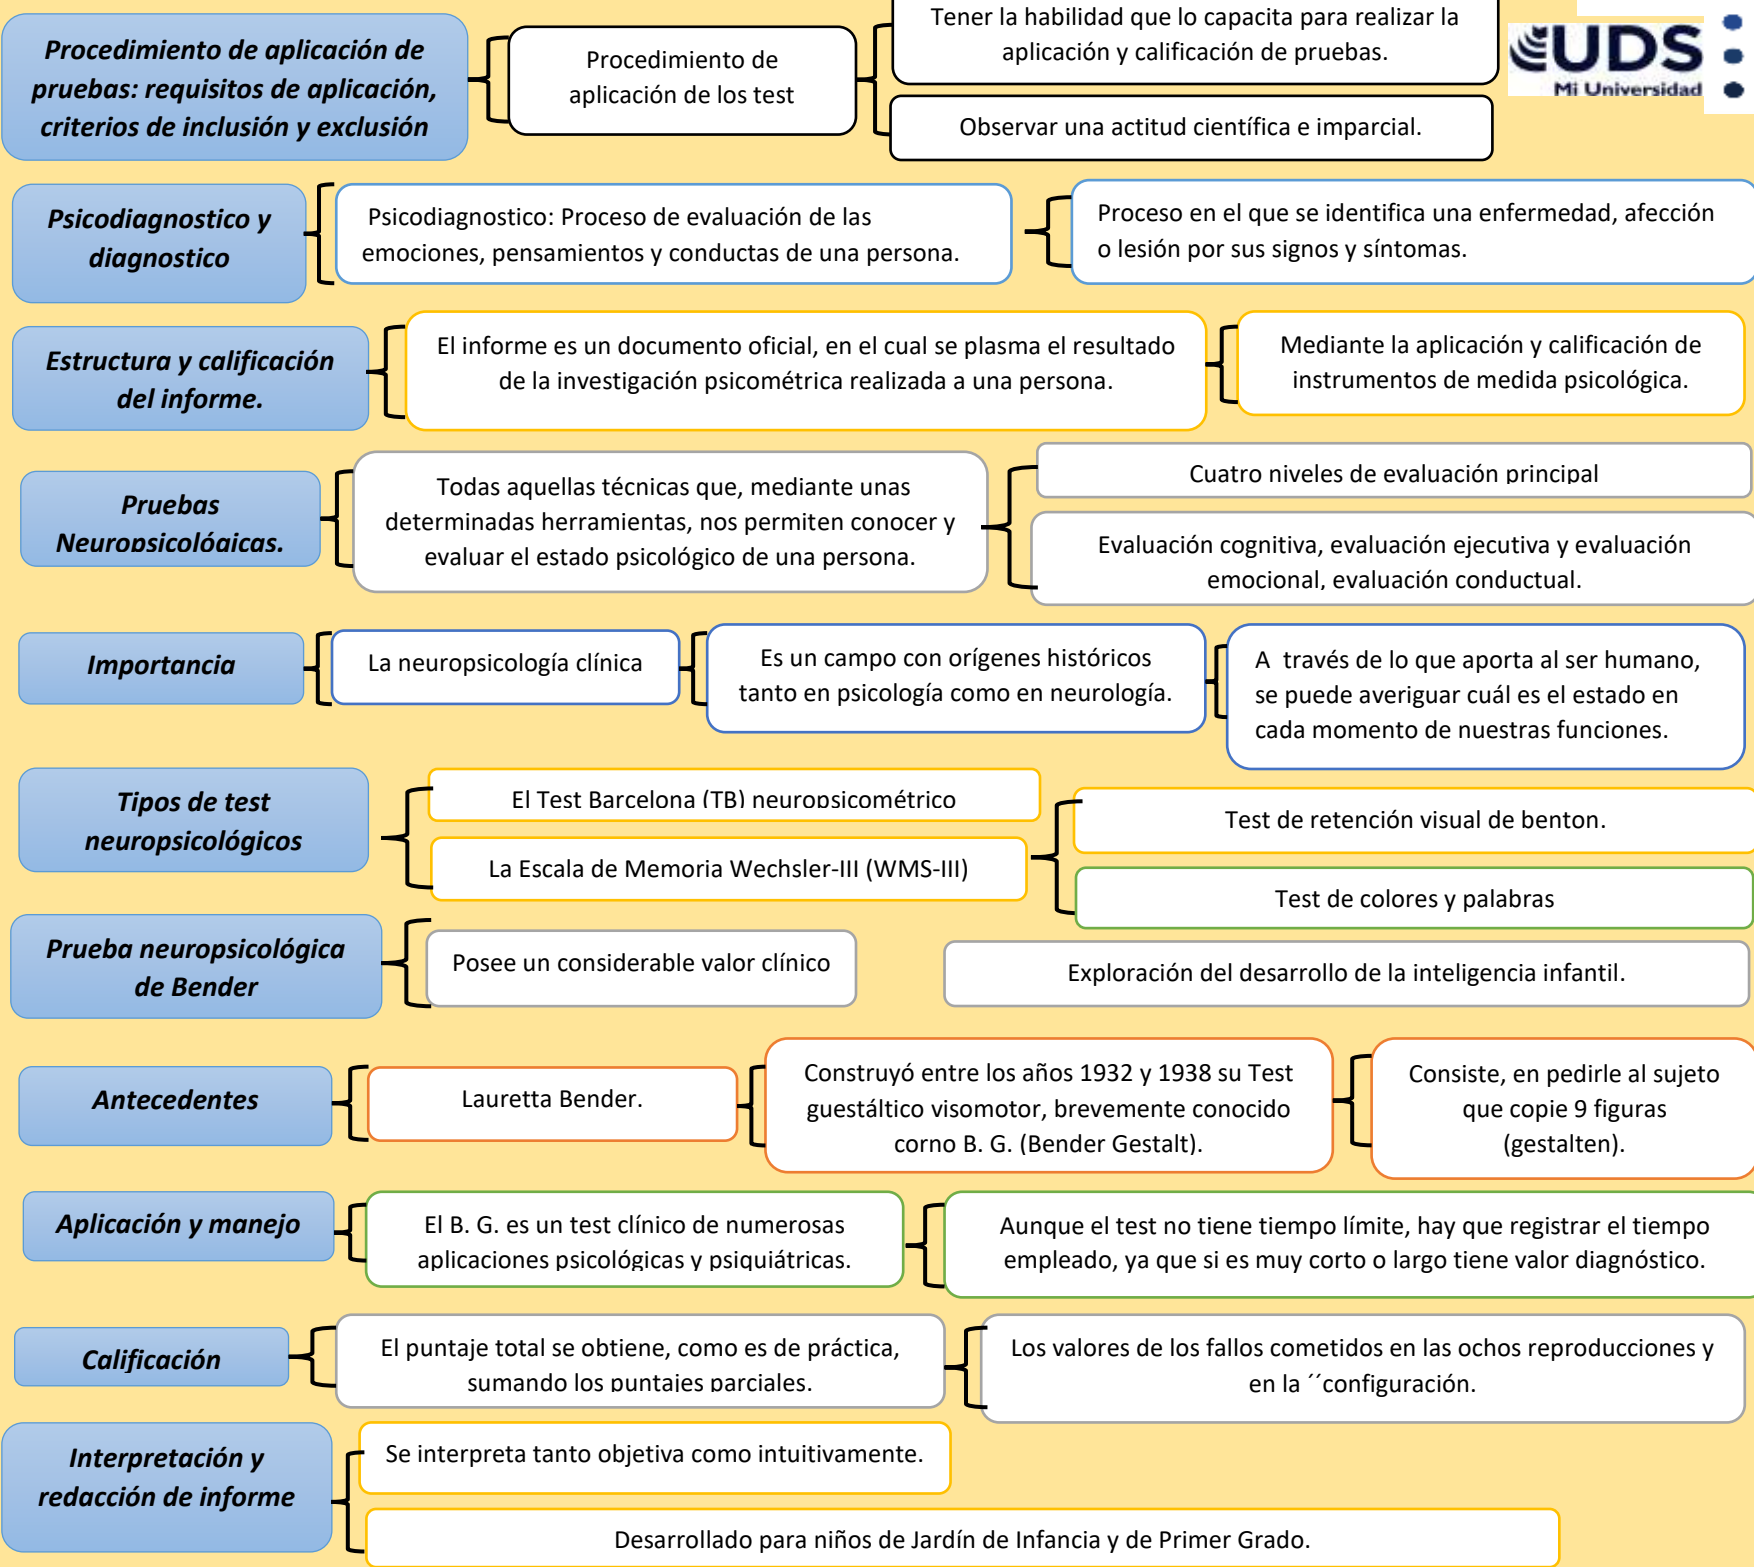 Procedimiento de aplicación de
pruebas: requisitos de aplicación,
criterios de inclusión y exclusión
Procedimiento de
aplicación de los test
Tener la habilidad que lo capacita para realizar la
aplicación y calificación de pruebas.
Observar una actitud científica e imparcial.
UDS
Mi Universidad
Psicodiagnostico y
diagnostico
Psicodiagnostico: Proceso de evaluación de las
emociones, pensamientos y conductas de una persona.
Proceso en el que se identifica una enfermedad, afección
o lesión por sus signos y síntomas.
Estructura y calificación
del informe.
El informe es un documento oficial, en el cual se plasma el resultado
de la investigación psicométrica realizada a una persona.
Mediante la aplicación y calificación de
instrumentos de medida psicológica.
Pruebas
Neuropsicológicas.
Todas aquellas técnicas que, mediante unas
determinadas herramientas, nos permiten conocer y
evaluar el estado psicológico de una persona.
Cuatro niveles de evaluación principal
Evaluación cognitiva, evaluación ejecutiva y evaluación
emocional, evaluación conductual.
Importancia
La neuropsicología clínica
Es un campo con orígenes históricos
tanto en psicología como en neurología.
A  través de lo que aporta al ser humano,
se puede averiguar cuál es el estado en
cada momento de nuestras funciones.
Tipos de test
neuropsicológicos
El Test Barcelona (TB) neuropsicométrico
La Escala de Memoria Wechsler-III (WMS-III)
Test de retención visual de benton.
Test de colores y palabras
Prueba neuropsicológica
de Bender
Posee un considerable valor clínico
Exploración del desarrollo de la inteligencia infantil.
Antecedentes
Lauretta Bender.
Construyó entre los años 1932 y 1938 su Test
guestáltico visomotor, brevemente conocido
corno B. G. (Bender Gestalt).
Consiste, en pedirle al sujeto
que copie 9 figuras
(gestalten).
Aplicación y manejo
El B. G. es un test clínico de numerosas
aplicaciones psicológicas y psiquiátricas.
Aunque el test no tiene tiempo límite, hay que registrar el tiempo
empleado, ya que si es muy corto o largo tiene valor diagnóstico.
Calificación
El puntaje total se obtiene, como es de práctica,
sumando los puntajes parciales.
Los valores de los fallos cometidos en las ochos reproducciones y
en la ´´configuración.
Interpretación y
redacción de informe
Se interpreta tanto objetiva como intuitivamente.
Desarrollado para niños de Jardín de Infancia y de Primer Grado.